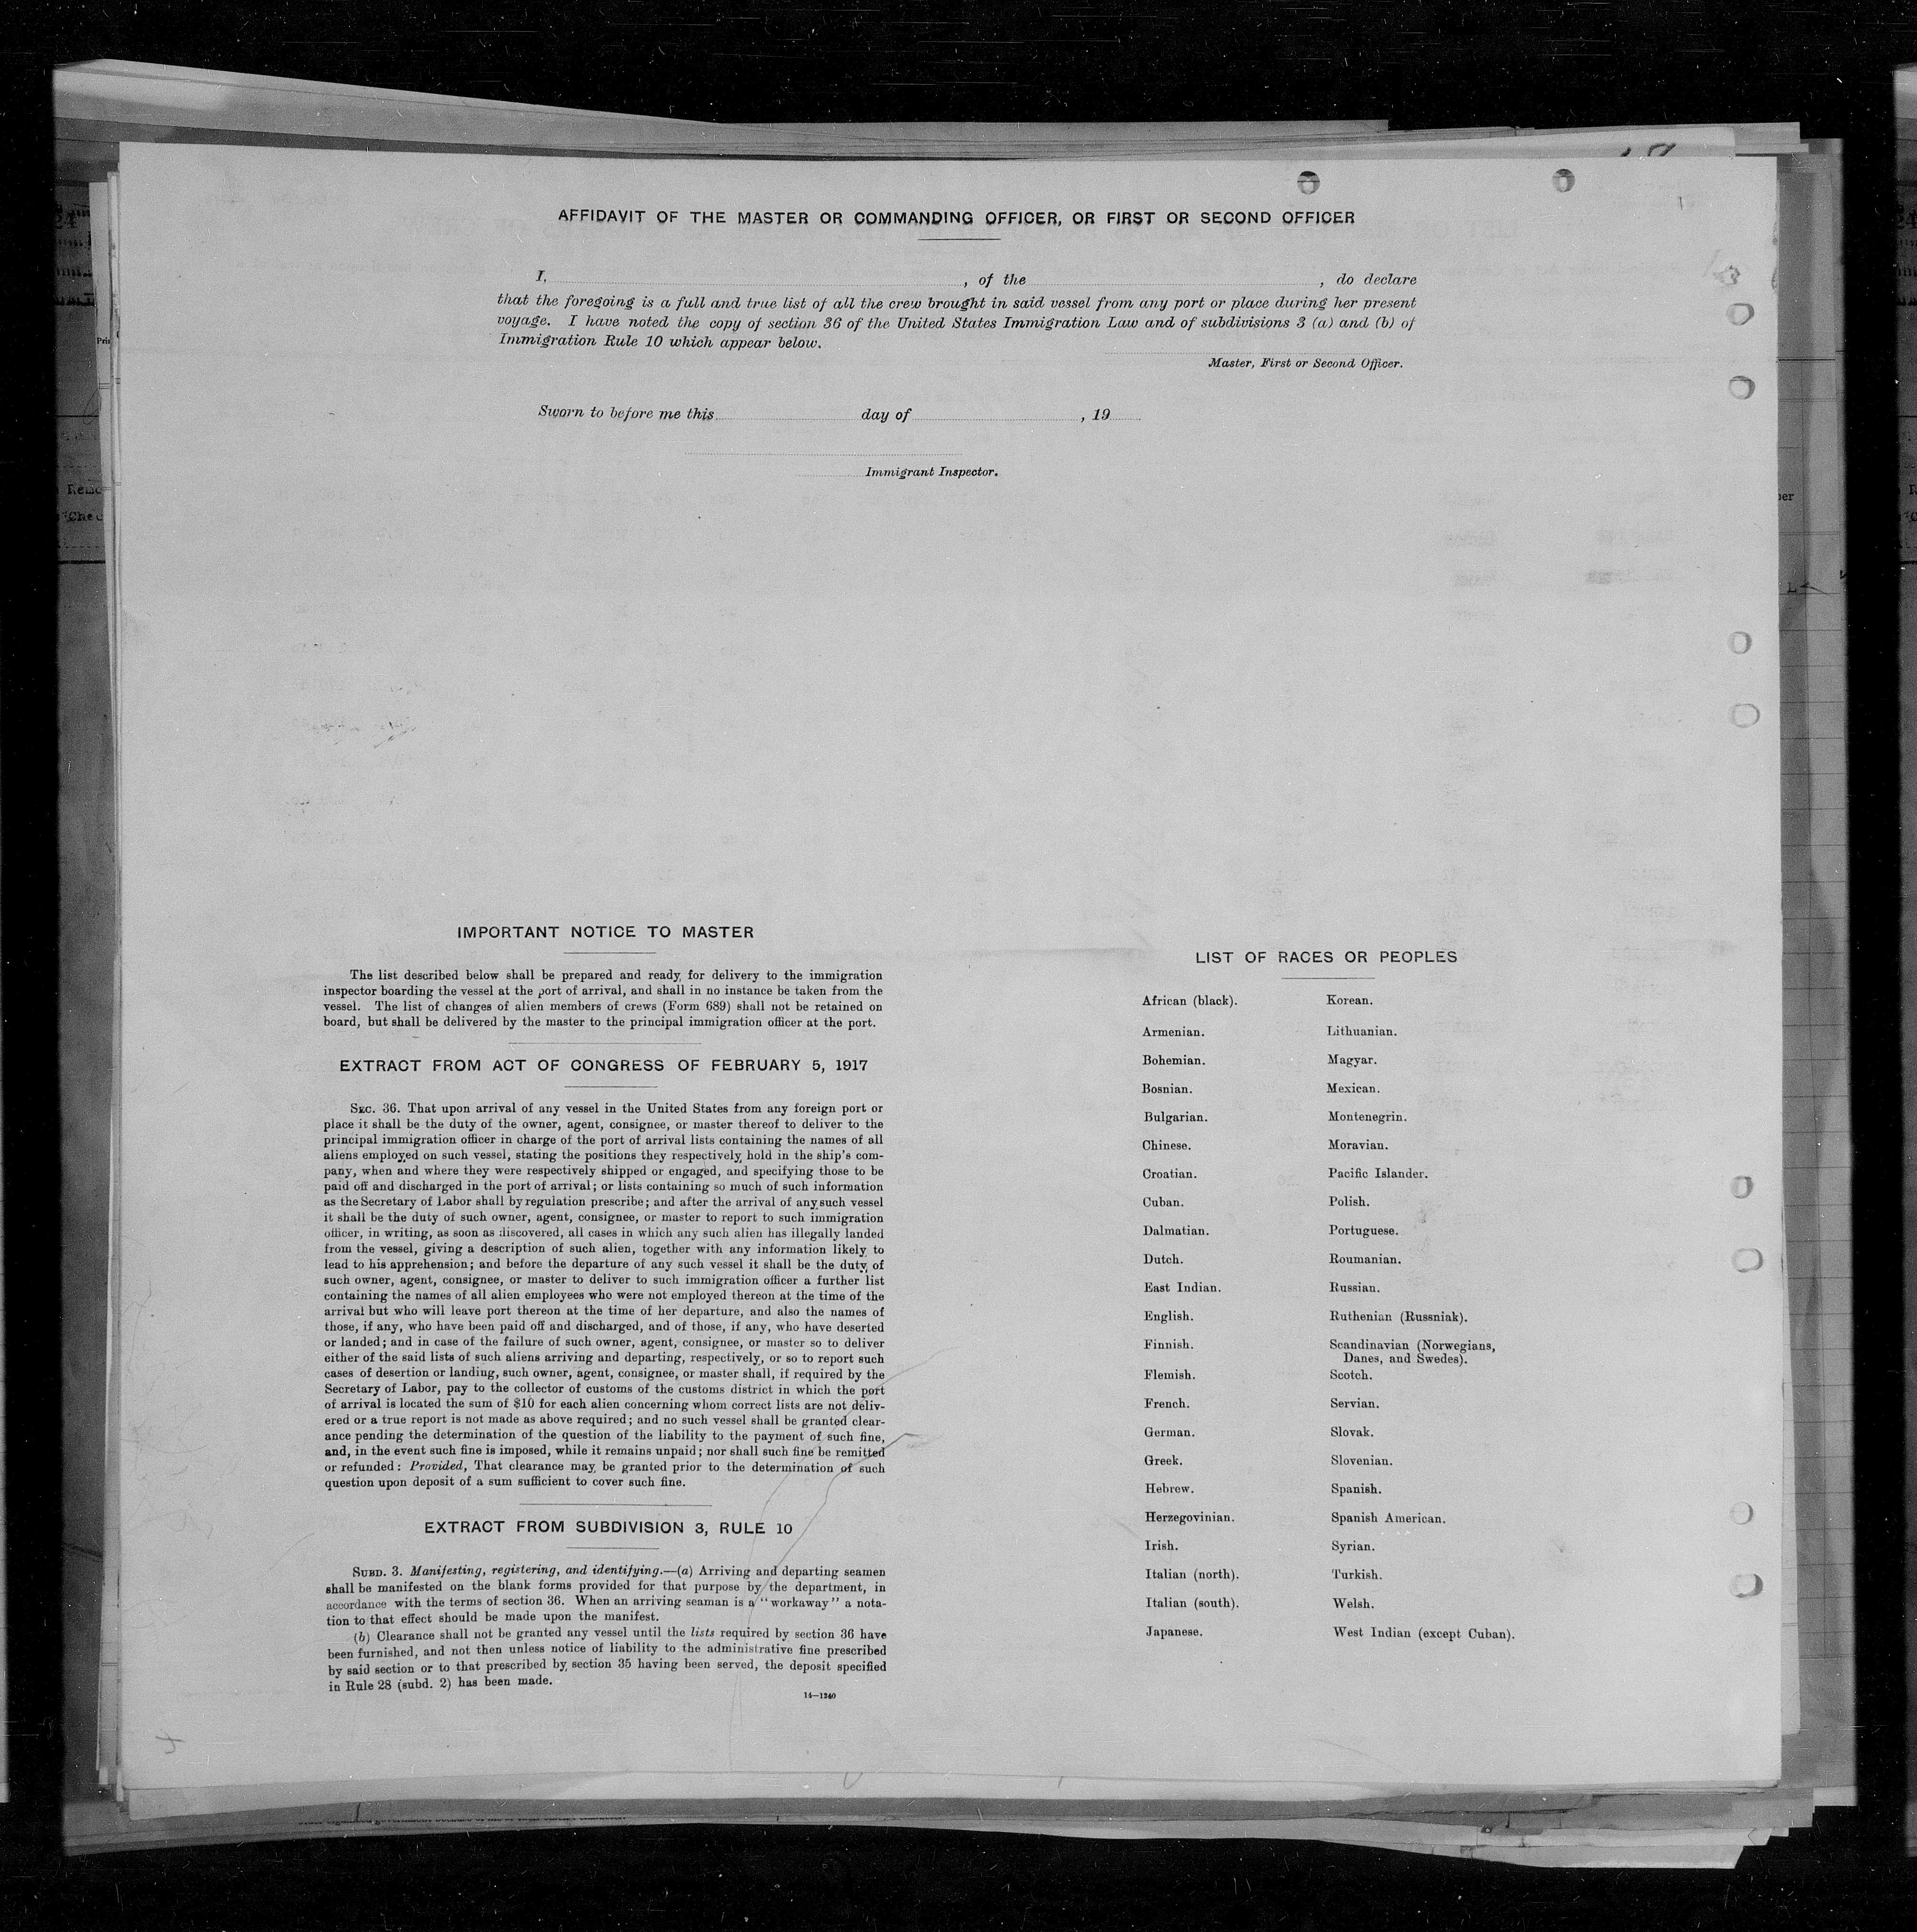 AFFIDAVIT OF THE MASTER OR COMMANDING OFFICER, OR FIRST OR SECOND OFFICER
I, , of the , do declare
that the foregoing is a full and true list of all the crew brought in said vessel from any port or place during her present
voyage. I have noted the copy of section 36 of the United States Immigration Law and of subdivisions 3 (a) and (b) of
Immigration Rule 10 which appear below.
Master, First or Second Officer.
Sworn to before me this day of , 19
Immigrant Inspector.
IMPORTANT NOTICE TO MASTER
The list described below shall be prepared and ready for delivery to the immigration
inspector boarding the vessel at the port of arrival, and shall in no instance be taken from the
vessel. The list of changes of alien members of crews (Form 689) shall not be retained on
board, but shall be delivered by the master to the principal immigration officer at the port.
EXTRACT FROM ACT OF CONGRESS OF FEBRUARY 5, 1917
SEC. 36. That upon arrival of any vessel in the United States from any foreign port or
place it shall be the duty of the owner, agent, consignee, or master thereof to deliver to the
principal immigration officer in charge of the port of arrival lists containing the names of all
aliens employed on such vessel, stating the positions they respectively hold in the ship's com-
pany, when and where they were respectively shipped or engaged, and specifying those to be
paid off and discharged in the port of arrival; or lists containing so much of such information
as the Secretary of Labor shall by regulation prescribe; and after the arrival of any such vessel
it shall be the duty of such owner, agent, consignee, or master to report to such immigration
officer, in writing, as soon as discovered, all cases in which any such alien has illegally landed
from the vessel, giving a description of such alien, together with any information likely to
lead to his apprehension; and before the departure of any such vessel it shall be the duty of
such owner, agent, consignee, or master to deliver to such immigration officer a further list
containing the names of all alien employees who were not employed thereon at the time of the
arrival but who will leave port thereon at the time of her departure, and also the names of
those, if any, who have been paid off and discharged, and of those, if any, who have deserted
or landed; and in case of the failure of such owner, agent, consignee, or master so to deliver
either of the said lists of such aliens arriving and departing, respectively, or so to report such
cases of desertion or landing, such owner, agent, consignee, or master shall, if required by the
Secretary of Labor, pay to the collector of customs of the customs district in which the port
of arrival is located the sum of $10 for each alien concerning whom correct lists are not deliv-
ered or a true report is not made as above required; and no such vessel shall be granted clear-
ance pending the determination of the question of the liability to the payment of such fine,
and, in the event such fine is imposed, while it remains unpaid; nor shall such fine be remitted
or refunded: Provided, That clearance may be granted prior to the determination of such
question upon deposit of a sum sufficient to cover such fine.
EXTRACT FROM SUBDIVISION 3, RULE 10
SUBD. 3. Manifesting, registering, and identifying.—(a) Arriving and departing seamen
shall be manifested on the blank forms provided for that purpose by the department, in
accordance with the terms of section 36. When an arriving seaman is a "workaway" a nota-
tion to that effect should be made upon the manifest.
(b) Clearance shall not be granted any vessel until the lists required by section 36 have
been furnished, and not then unless notice of liability to the administrative fine prescribed
by said section or to that prescribed by section 35 having been served, the deposit specified
in Rule 28 (subd. 2) has been made.
14—1240
LIST OF RACES OR PEOPLES
African (black). Korean.
Armenian. Lithuanian.
Bohemian. Magyar.
Bosnian. Mexican.
Bulgarian. Montenegrin.
Chinese. Moravian.
Croatian. Pacific Islander.
Cuban. Polish.
Dalmatian. Portuguese.
Dutch. Roumanian.
East Indian. Russian.
English. Ruthenian (Russniak).
Finnish. Scandinavian (Norwegians,
Danes, and Swedes).
Flemish. Scotch.
French. Servian.
German. Slovak.
Greek. Slovenian.
Hebrew. Spanish.
Herzegovinian. Spanish American.
Irish. Syrian.
Italian (north). Turkish.
Italian (south). Welsh.
Japanese. West Indian (except Cuban).